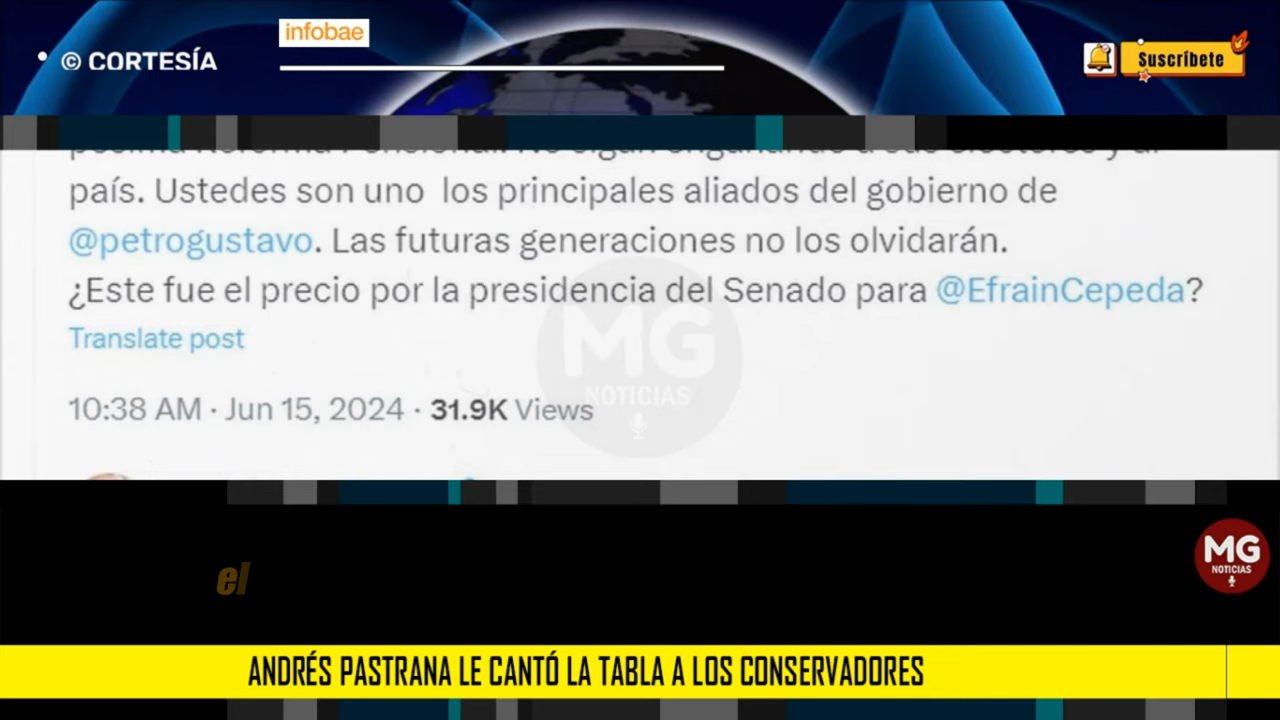 infobae
© CORTESÍA
Suscríbete
país. Ustedes son uno los principales aliados del gobierno de
@petrogustavo. Las futuras generaciones no los olvidarán.
¿Este fue el precio por la presidencia del Senado para @EfrainCepeda?
Translate post
10:38 AM · Jun 15, 2024 · 31.9K Views
MG
NOTICIAS
el
MG
NOTICIAS
ANDRÉS PASTRANA LE CANTÓ LA TABLA A LOS CONSERVADORES